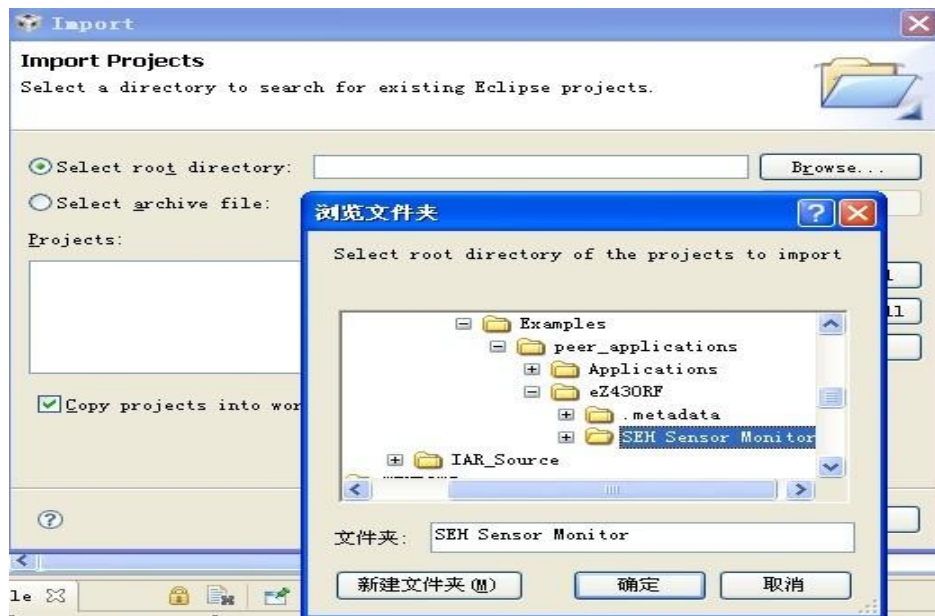 Import
Import Projects
Select a directory to search for existing Eclipse projects.
Select root directory:
Browse...
Select archive file:
Projects:
Copy projects into wor
浏览文件夹
Select root directory of the projects to import
Examples
peer_applications
Applications
eZ430RF
.metadata
SEH Sensor Monitor
IAR_Source
文件夹:
SEH Sensor Monitor
新建文件夹(M)
确定
取消
le